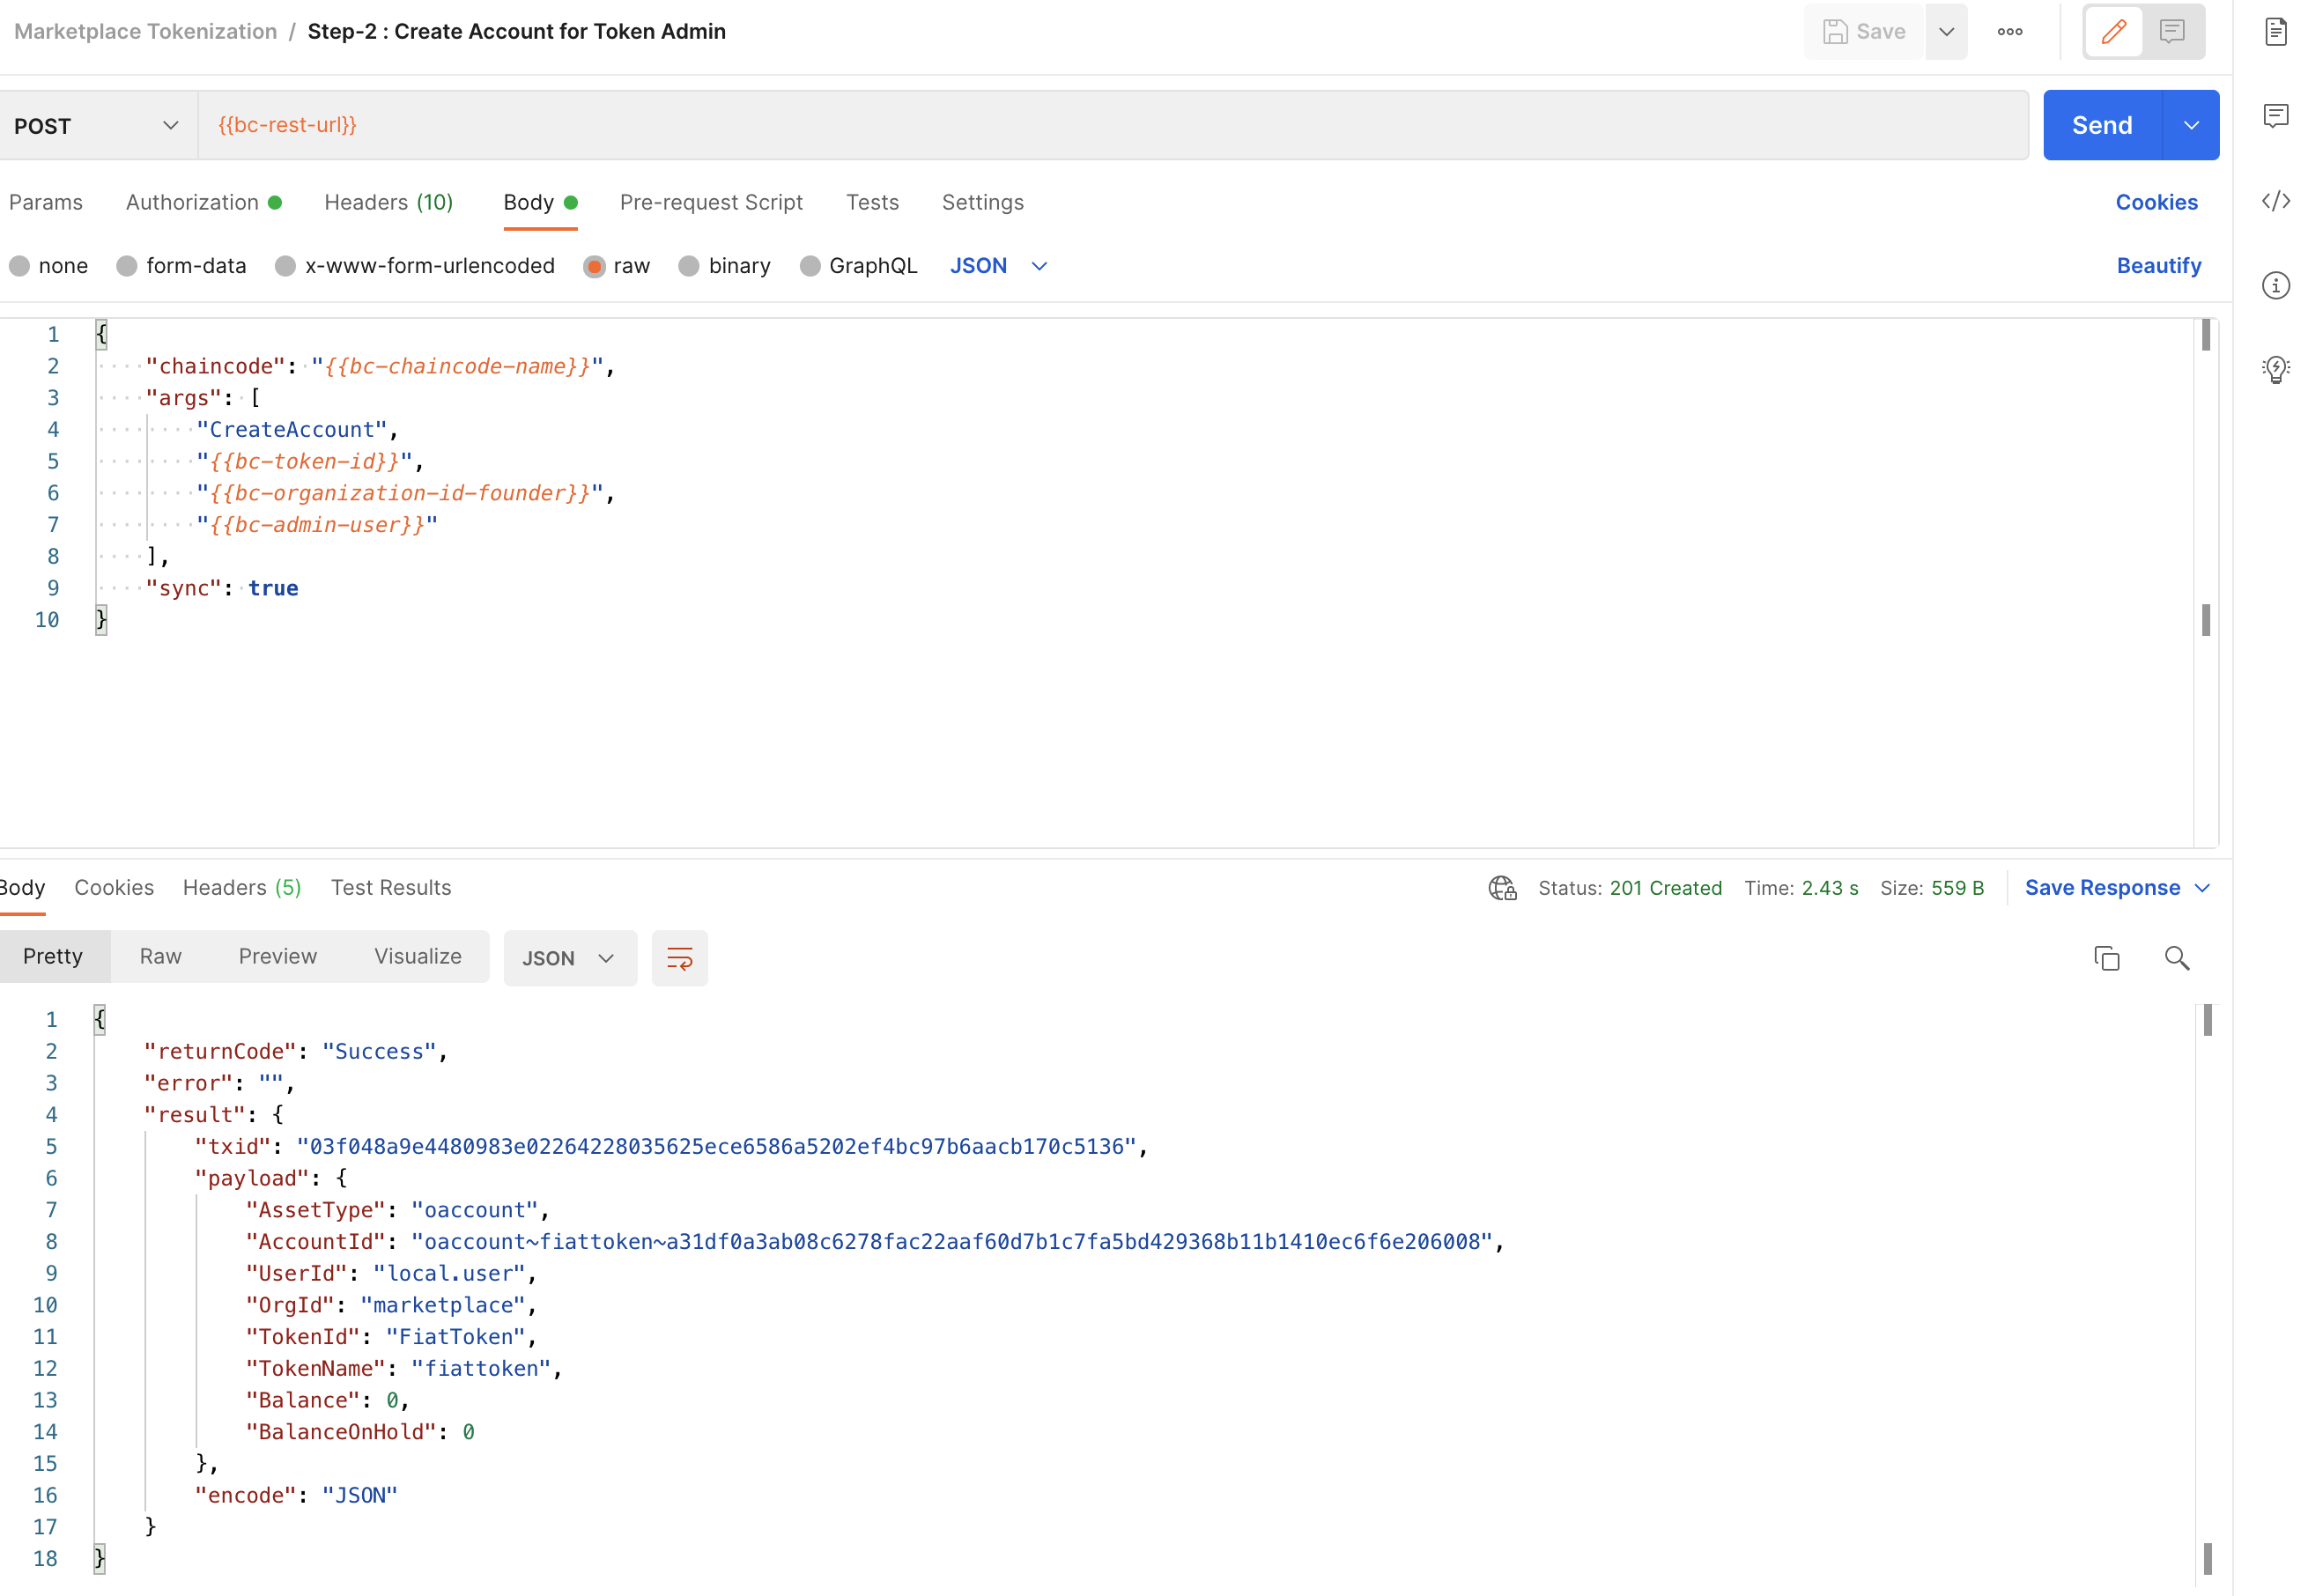 Marketplace Tokenization / Step-2 : Create Account for Token Admin
Save
POST
{{bc-rest-url}}
Send
Params Authorization Headers (10) Body Pre-request Script Tests Settings Cookies
none form-data x-www-form-urlencoded raw binary GraphQL JSON Beautify
1 {
2 "chaincode": "{{bc-chaincode-name}}",
3 "args": [
4 "CreateAccount",
5 "{{bc-token-id}}",
6 "{{bc-organization-id-founder}}",
7 "{{bc-admin-user}}"
8 ],
9 "sync": true
10 }
Body Cookies Headers (5) Test Results Status: 201 Created Time: 2.43 s Size: 559 B Save Response
Pretty Raw Preview Visualize JSON
1 {
2 "returnCode": "Success",
3 "error": "",
4 "result": {
5 "txid": "03f048a9e4480983e02264228035625ece6586a5202ef4bc97b6aacb170c5136",
6 "payload": {
7 "AssetType": "oaccount",
8 "AccountId": "oaccount~fiattoken~a31df0a3ab08c6278fac22aaf60d7b1c7fa5bd429368b11b1410ec6f6e206008",
9 "UserId": "local.user",
10 "OrgId": "marketplace",
11 "TokenId": "FiatToken",
12 "TokenName": "fiattoken",
13 "Balance": 0,
14 "BalanceOnHold": 0
15 },
16 "encode": "JSON"
17 }
18 }